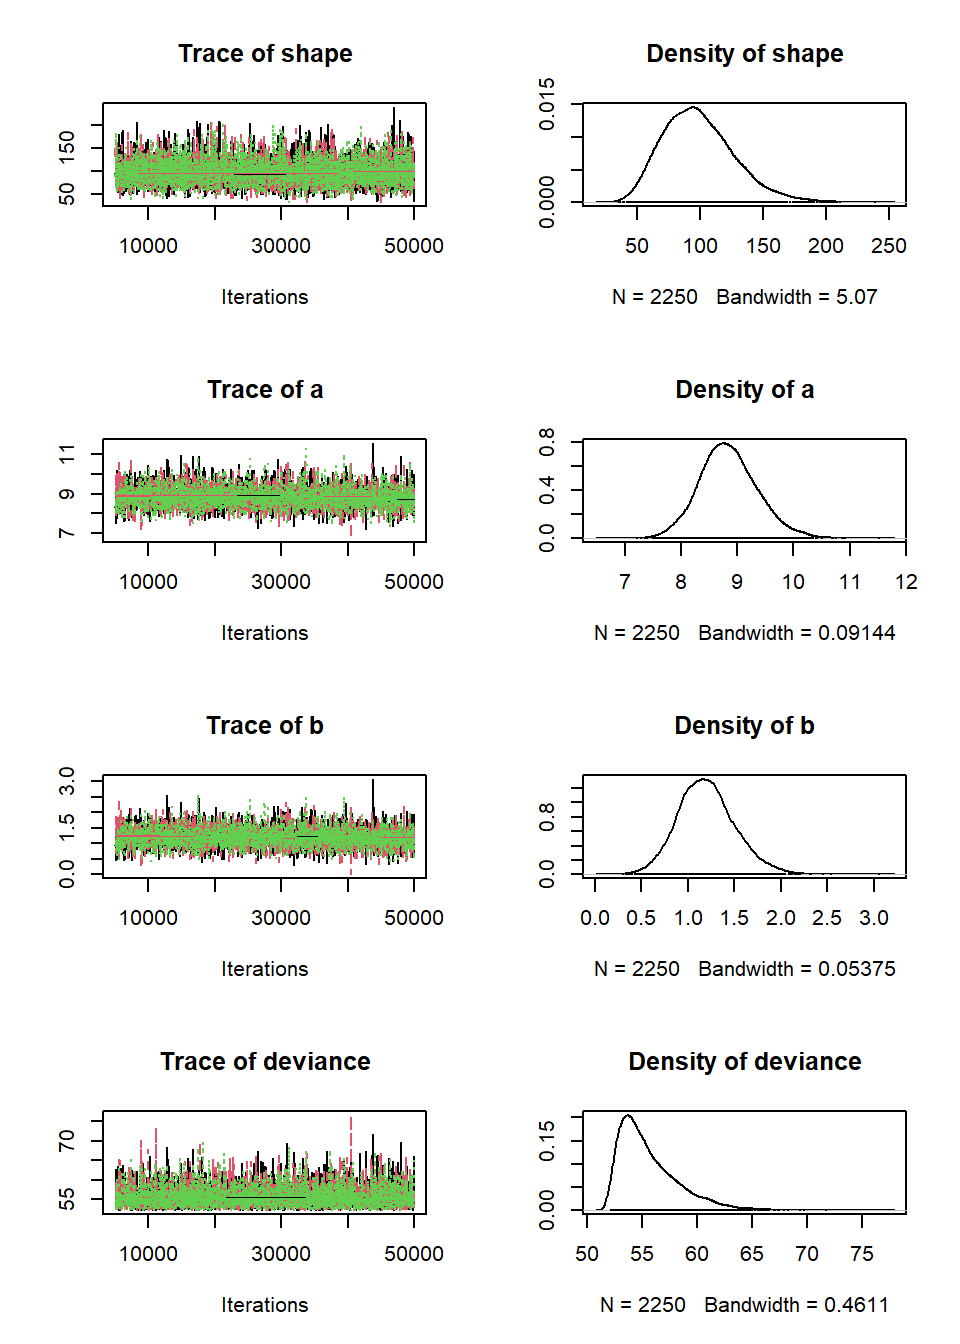 Trace of shape
50 150
10000 30000 50000
Iterations
Density of shape
0.000 0.015
50 100 150 200 250
N = 2250 Bandwidth = 5.07
Trace of a
7 9 11
10000 30000 50000
Iterations
Density of a
0.0 0.4 0.8
7 8 9 10 11 12
N = 2250 Bandwidth = 0.09144
Trace of b
0.0 1.5 3.0
10000 30000 50000
Iterations
Density of b
0.0 0.8
0.0 0.5 1.0 1.5 2.0 2.5 3.0
N = 2250 Bandwidth = 0.05375
Trace of deviance
55 70
10000 30000 50000
Iterations
Density of deviance
0.00 0.15
50 55 60 65 70 75
N = 2250 Bandwidth = 0.4611